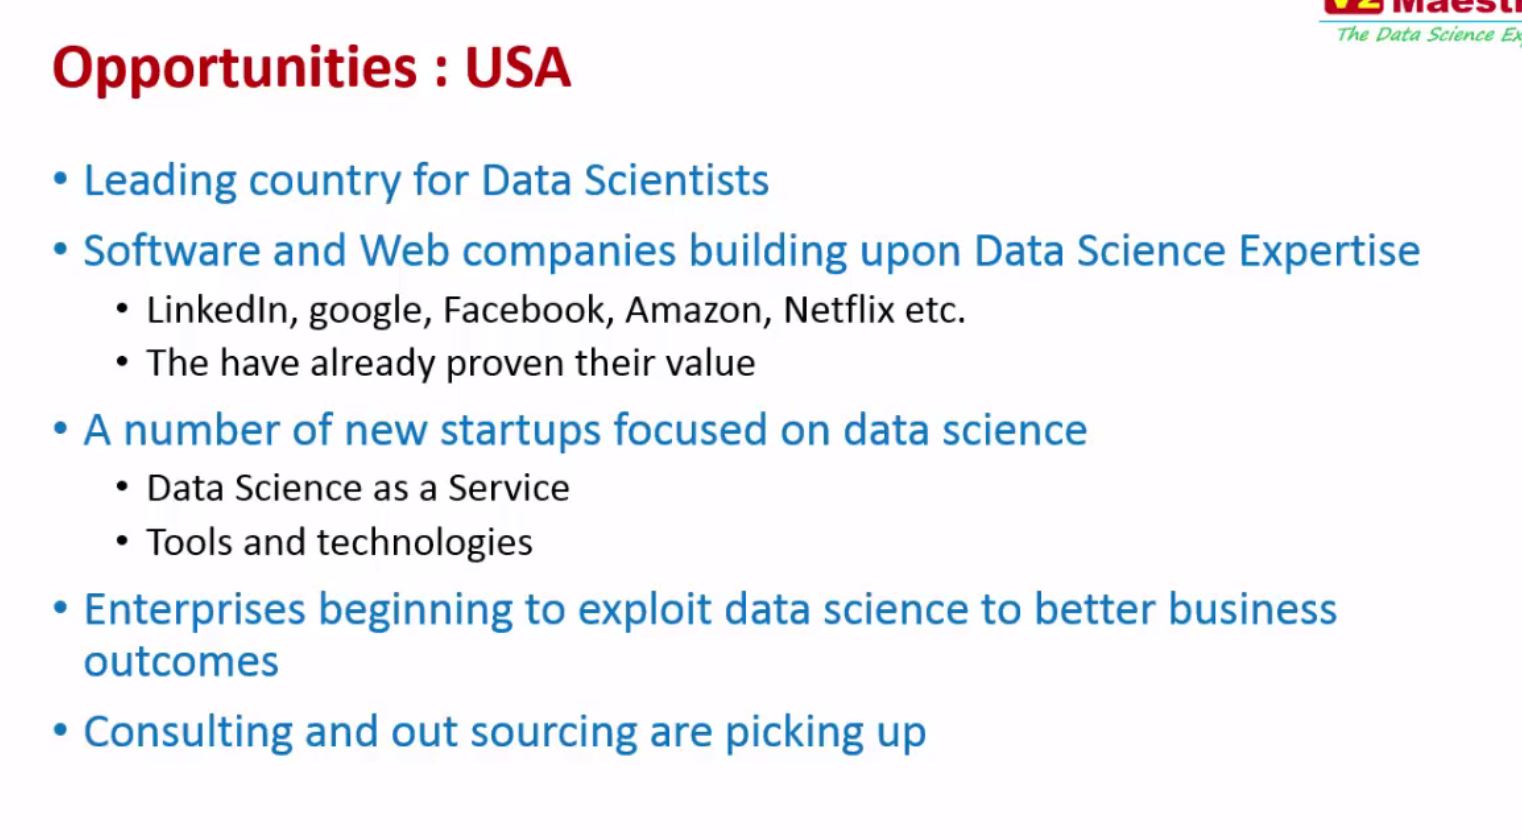 V2 Maest
The Data Science Ex
Opportunities : USA
• Leading country for Data Scientists
• Software and Web companies building upon Data Science Expertise
• LinkedIn, google, Facebook, Amazon, Netflix etc.
• The have already proven their value
• A number of new startups focused on data science
• Data Science as a Service
• Tools and technologies
• Enterprises beginning to exploit data science to better business
outcomes
• Consulting and out sourcing are picking up